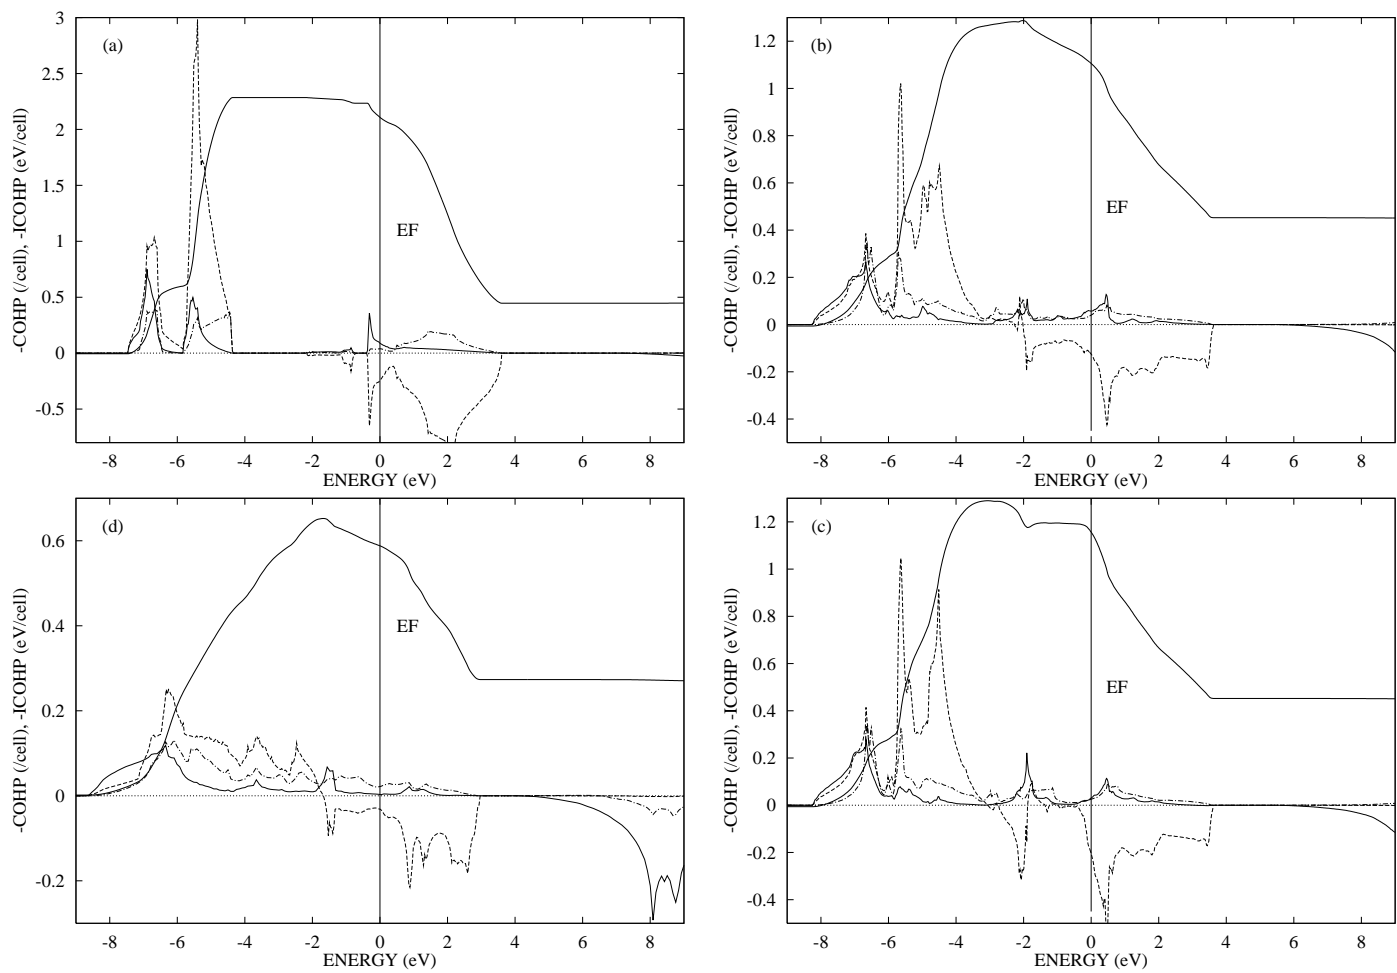 (a)
3
2.5
2
1.5
1
0.5
0
-0.5
-COHP (/cell), -ICOHP (eV/cell)
EF
-8 -6 -4 -2 0 2 4 6 8
ENERGY (eV)
(b)
1.2
1
0.8
0.6
0.4
0.2
0
-0.2
-0.4
-COHP (/cell), -ICOHP (eV/cell)
EF
-8 -6 -4 -2 0 2 4 6 8
ENERGY (eV)
(d)
0.6
0.4
0.2
0
-0.2
-COHP (/cell), -ICOHP (eV/cell)
EF
-8 -6 -4 -2 0 2 4 6 8
ENERGY (eV)
(c)
1.2
1
0.8
0.6
0.4
0.2
0
-0.2
-0.4
-COHP (/cell), -ICOHP (eV/cell)
EF
-8 -6 -4 -2 0 2 4 6 8
ENERGY (eV)